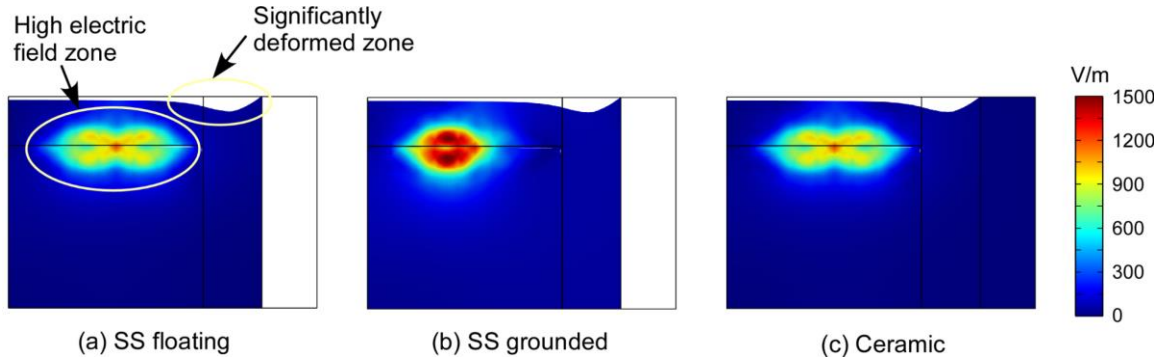 High electric
field zone
Significantly
deformed zone
V/m
1500
1200
900
600
300
0
(a) SS floating
(b) SS grounded
(c) Ceramic